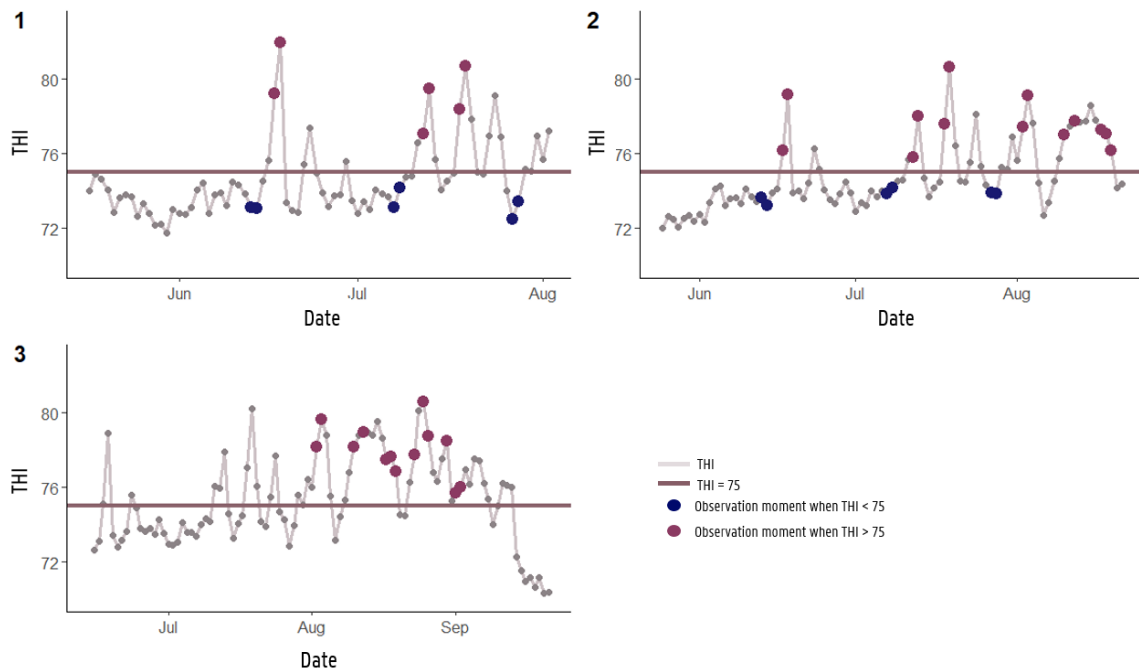 1
80
76
72
THI
Jun
Jul
Aug
Date
2
80
76
72
THI
Jun
Jul
Aug
Date
3
80
76
72
THI
Jul
Aug
Sep
Date
THI
THI = 75
Observation moment when THI < 75
Observation moment when THI > 75